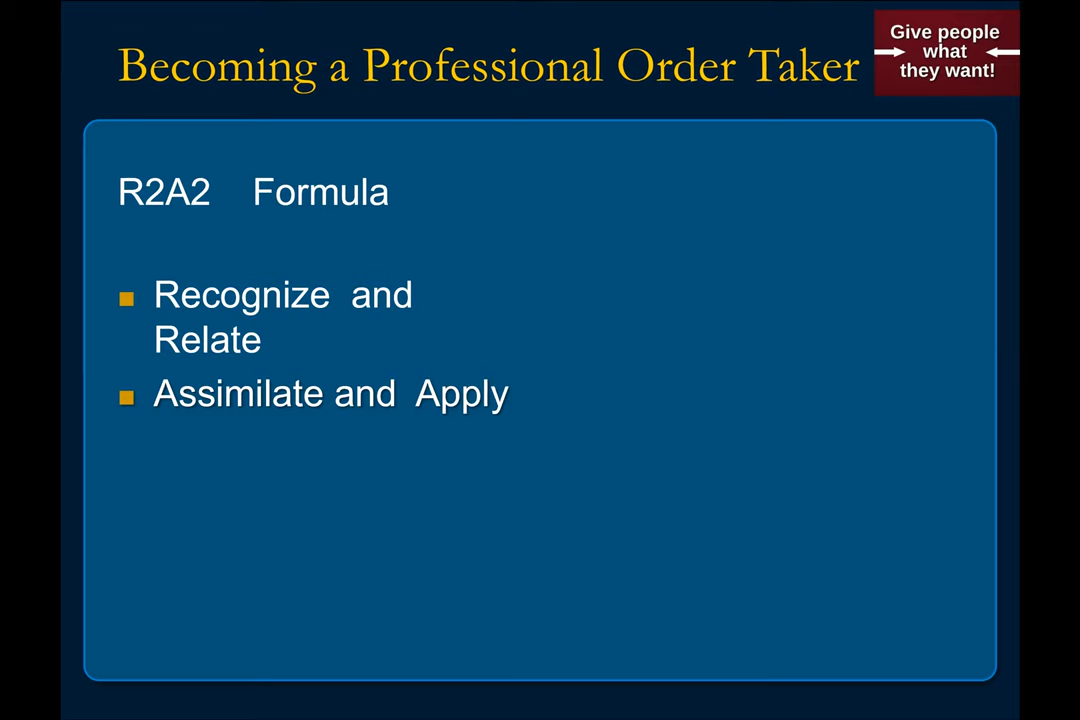 Becoming a Professional Order Taker
Give people
what
they want!
R2A2 Formula
Recognize and
Relate
Assimilate and Apply